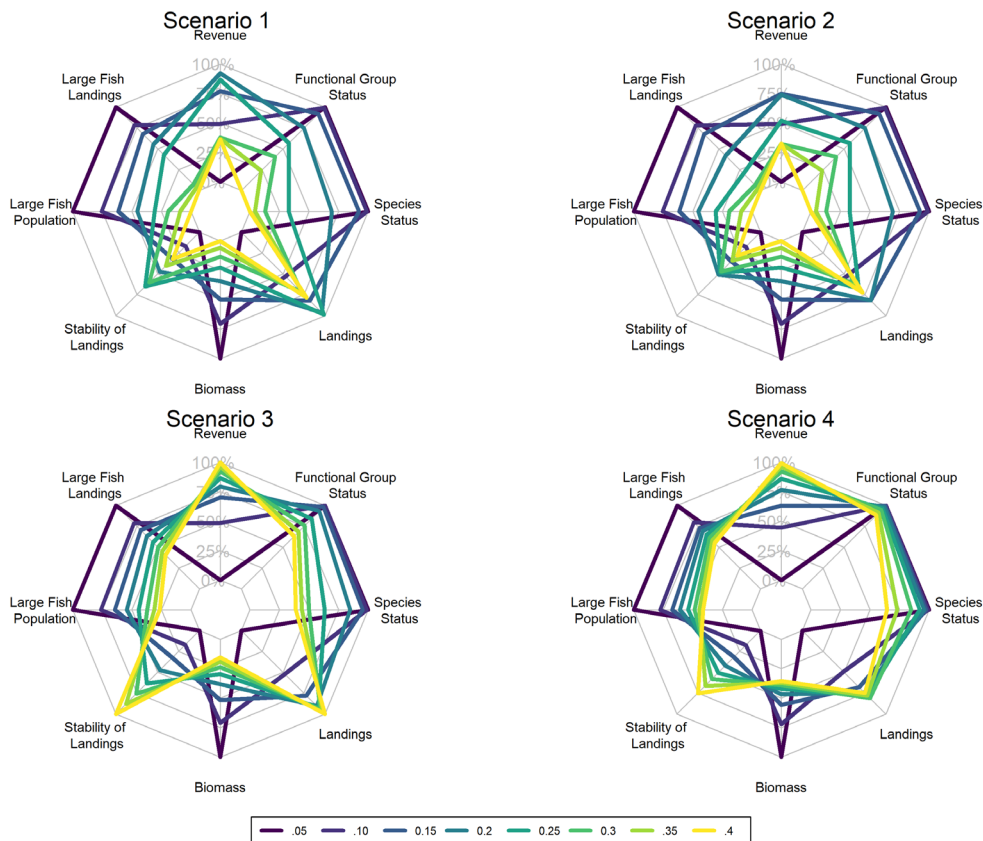 Scenario 1
Revenue
100%
Large Fish
Landings
Functional Group
Status
50%
25%
0%
Large Fish
Population
Species
Status
Stability of
Landings
Landings
Biomass
Scenario 2
Revenue
100%
Large Fish
Landings
Functional Group
Status
75%
50%
25%
0%
Large Fish
Population
Species
Status
Stability of
Landings
Landings
Biomass
Scenario 3
Revenue
100%
Large Fish
Landings
Functional Group
Status
50%
25%
0%
Large Fish
Population
Species
Status
Stability of
Landings
Landings
Biomass
Scenario 4
Revenue
100%
Large Fish
Landings
Functional Group
Status
50%
25%
0%
Large Fish
Population
Species
Status
Stability of
Landings
Landings
Biomass
.05 .10 0.15 0.2 0.25 0.3 .35 .4